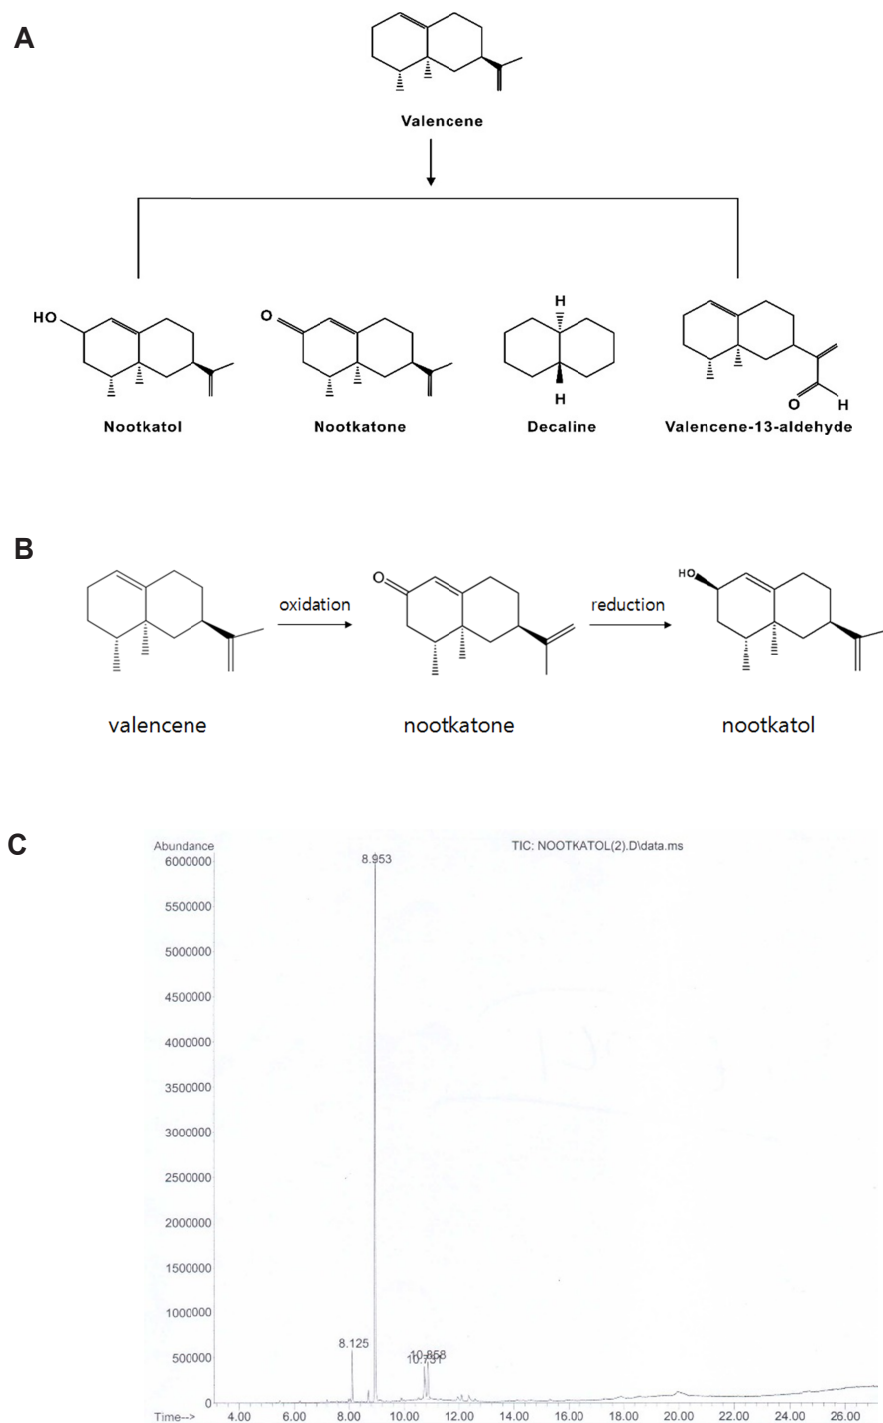 A
Valencene
HO
O
H
H
O
H
Nootkatol
Nootkatone
Decaline
Valencene-13-aldehyde
B
O
HO
oxidation
reduction
valencene
nootkatone
nootkatol
C
Abundance
TIC: NOOTKATOL(2).D\data.ms
6000000
8.953
5500000
5000000
4500000
4000000
3500000
3000000
2500000
2000000
1500000
1000000
8.125
10.858
10.731
500000
0
Time-->
4.00 6.00 8.00 10.00 12.00 14.00 16.00 18.00 20.00 22.00 24.00 26.00